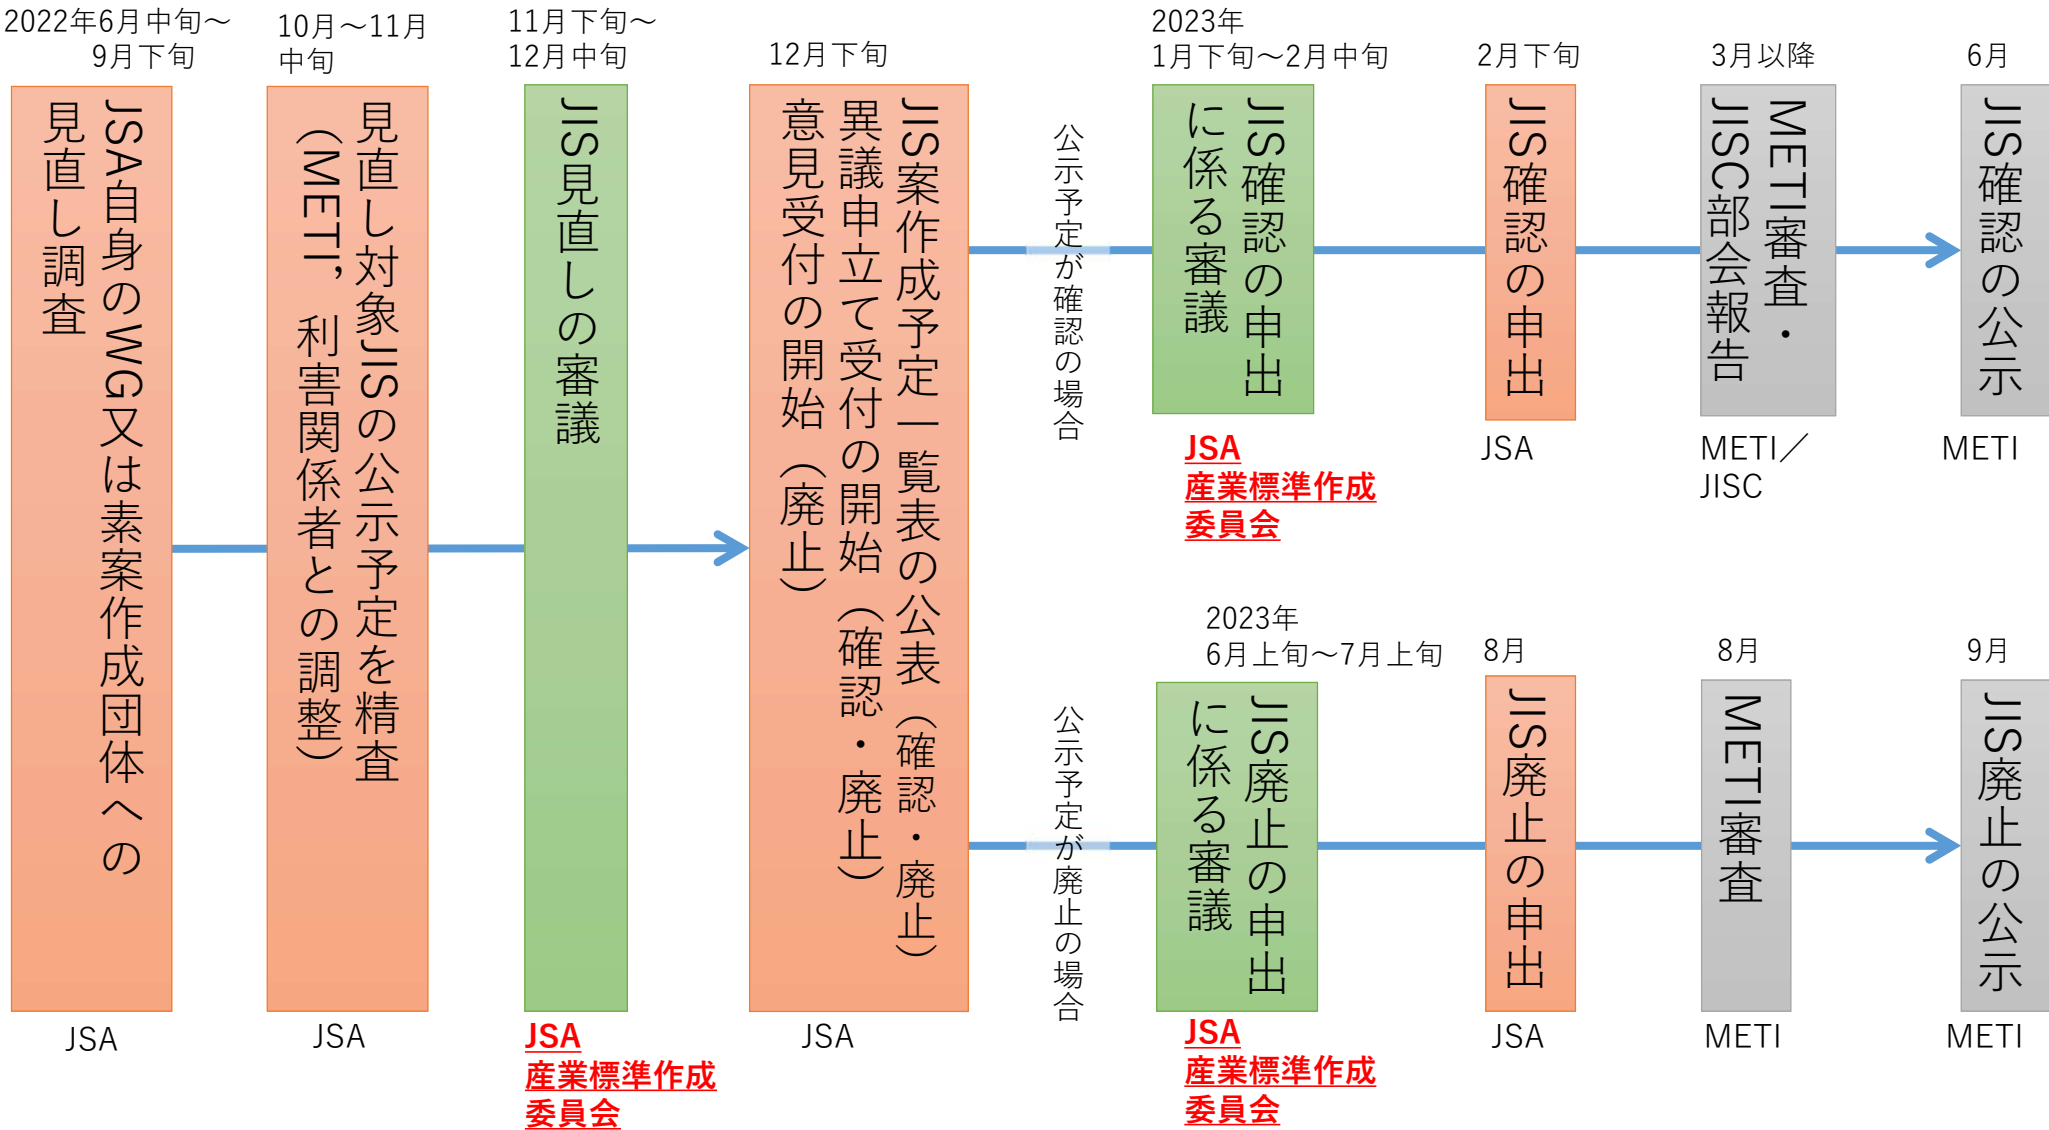 2022年6月中旬～
9月下旬
JSA自身のWG又は素案作成団体への
見直し調査
JSA
10月～11月
中旬
見直し対象JISの公示予定を精査
（METI，利害関係者との調整）
JSA
11月下旬～
12月中旬
JIS見直しの審議
JSA
産業標準作成
委員会
12月下旬
JIS案作成予定一覧表の公表（確認・廃止）
異議申立て受付の開始（確認・廃止）
意見受付の開始（廃止）
JSA
公示予定が確認の場合
2023年
1月下旬～2月中旬
JIS確認の申出
に係る審議
JSA
産業標準作成
委員会
2月下旬
JIS確認の申出
JSA
3月以降
METI審査・
JISC部会報告
METI／
JISC
6月
JIS確認の公示
METI
公示予定が廃止の場合
2023年
6月上旬～7月上旬
JIS廃止の申出
に係る審議
JSA
産業標準作成
委員会
8月
JIS廃止の申出
JSA
8月
METI審査
METI
9月
JIS廃止の公示
METI